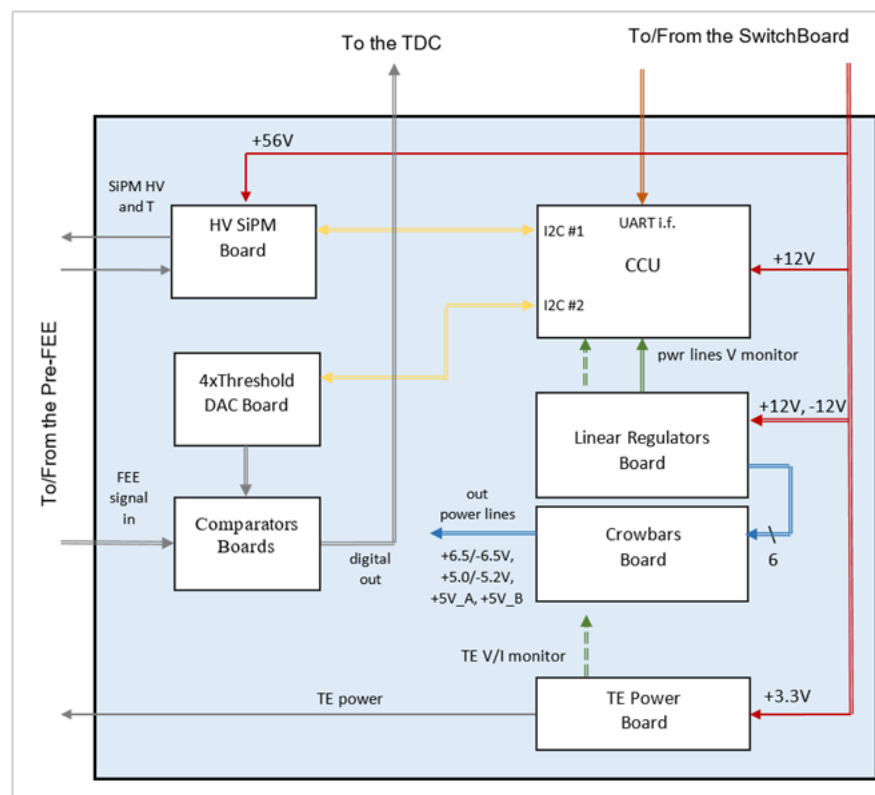 To the TDC
To/From the SwitchBoard
+56V
SiPM HV
and T
HV SiPM
Board
I2C #1
UART i.f.
CCU
+12V
I2C #2
pwr lines V monitor
4xThreshold
DAC Board
+12V, -12V
Linear Regulators
Board
To/From the Pre-FEE
FEE
signal
in
Comparators
Boards
digital
out
out
power lines
+6.5/-6.5V,
+5.0/-5.2V,
+5V_A, +5V_B
Crowbars
Board
6
TE V/I monitor
TE power
TE Power
Board
+3.3V